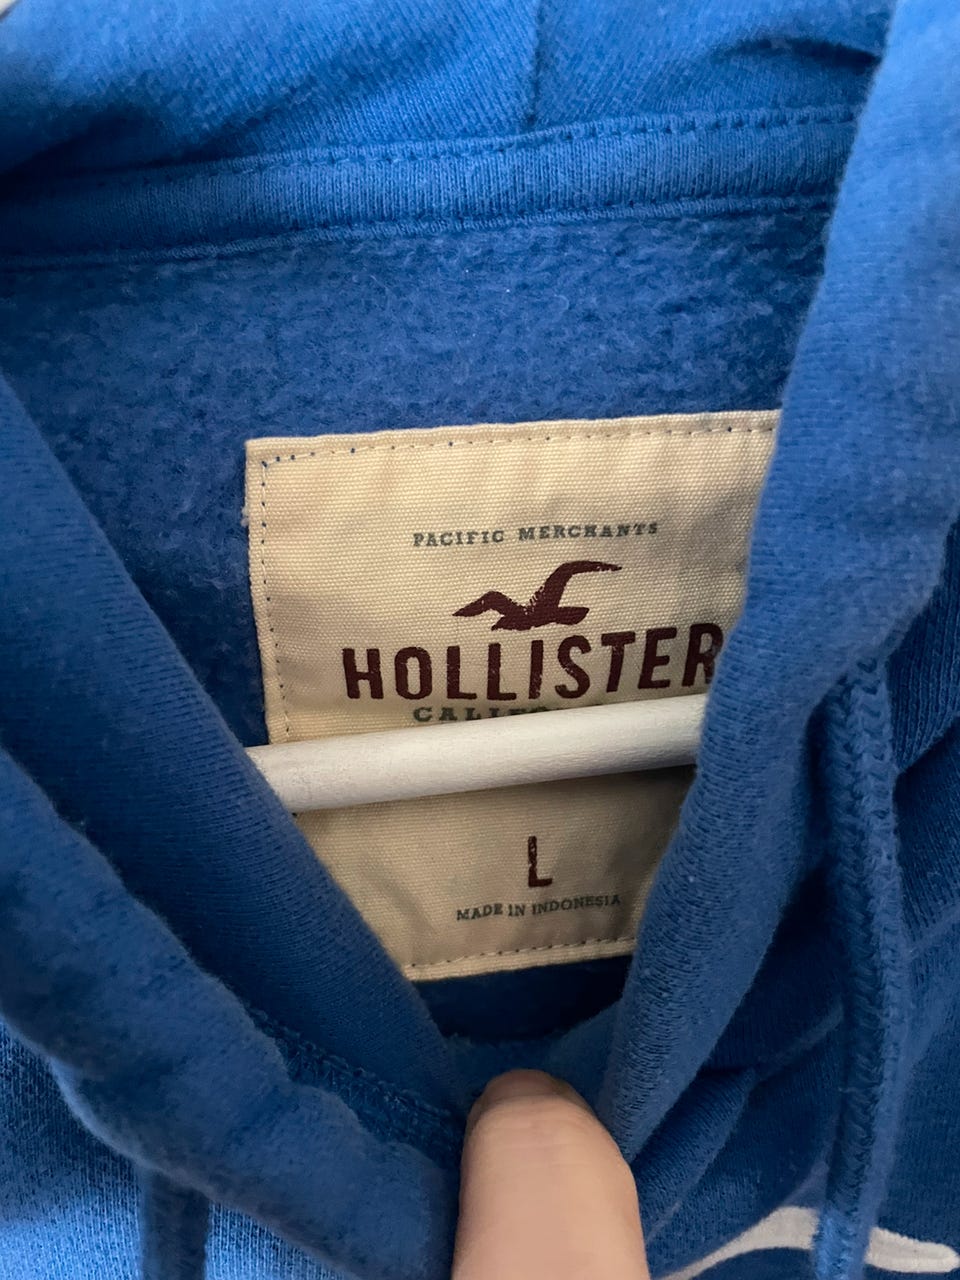 PACIFIC MERCHANTS
HOLLISTER
L
MADE IN INDONESIA